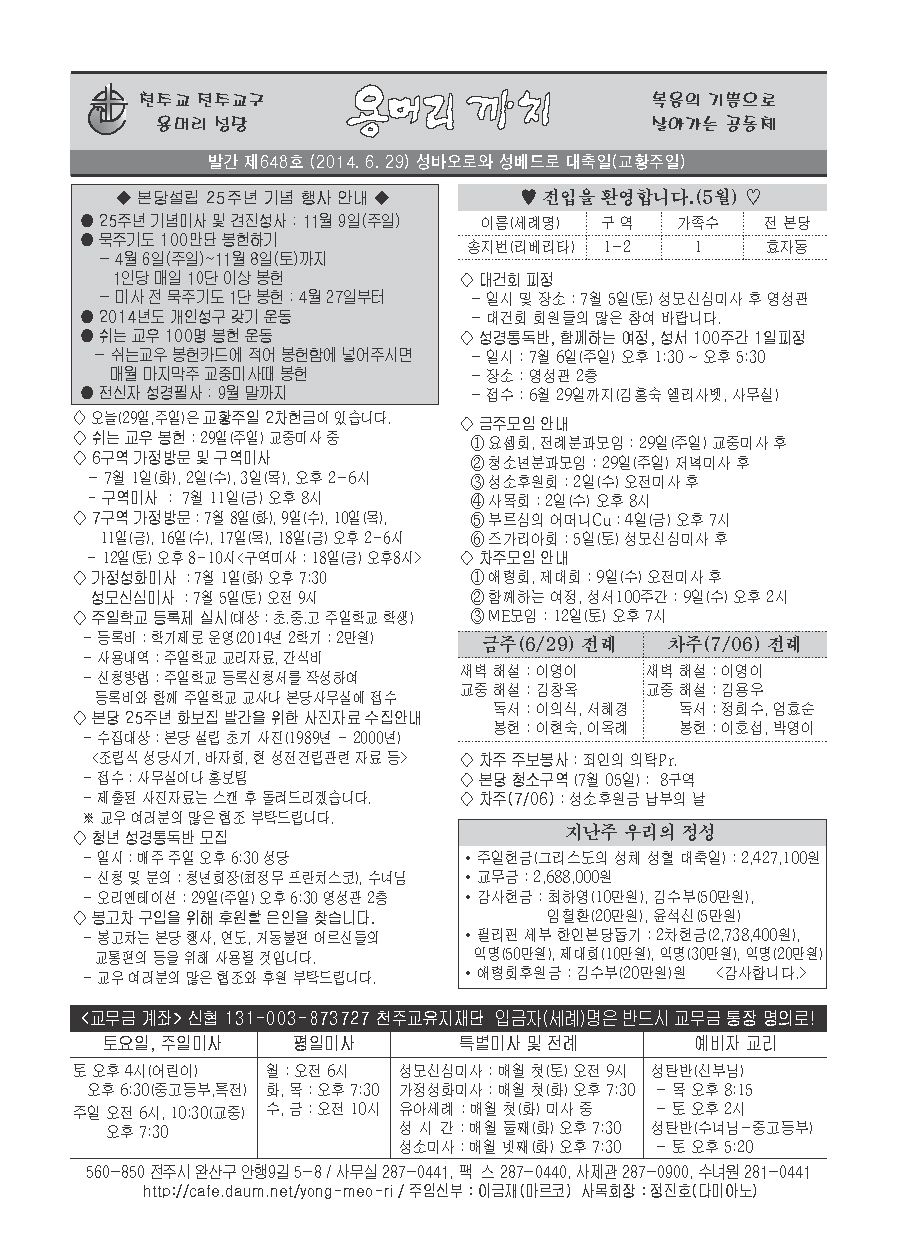 천주교 전주교구
용머리 성당
용머리 까치
복음의 기쁨으로
살아가는 공동체
발간 제648호 (2014. 6. 29) 성바오로와 성베드로 대축일(교황주일)
◆ 본당설립 25주년 기념 행사 안내 ◆
● 25주년 기념미사 및 견진성사 : 11월 9일(주일)
● 묵주기도 100만단 봉헌하기
- 4월 6일(주일)~11월 8일(토)까지
1인당 매일 10단 이상 봉헌
- 미사 전 묵주기도 1단 봉헌 : 4월 27일부터
● 2014년도 개인성구 갖기 운동
● 쉬는 교우 100명 봉헌 운동
- 쉬는교우 봉헌카드에 적어 봉헌함에 넣어주시면
매월 마지막주 교중미사때 봉헌
● 전신자 성경필사 : 9월 말까지
◇ 오늘(29일,주일)은 교황주일 2차헌금이 있습니다.
◇ 쉬는 교우 봉헌 : 29일(주일) 교중미사 중
◇ 6구역 가정방문 및 구역미사
- 7월 1일(화), 2일(수), 3일(목), 오후 2-6시
- 구역미사 : 7월 11일(금) 오후 8시
◇ 7구역 가정방문 : 7월 8일(화), 9일(수), 10일(목),
11일(금), 16일(수), 17일(목), 18일(금) 오후 2-6시
- 12일(토) 오후 8-10시<구역미사 : 18일(금) 오후8시>
◇ 가정성화미사 : 7월 1일(화) 오후 7:30
성모신심미사 : 7월 5일(토) 오전 9시
◇ 주일학교 등록제 실시(대상 : 초.중.고 주일학교 학생)
- 등록비 : 학기제로 운영(2014년 2학기 : 2만원)
- 사용내역 : 주일학교 교리자료, 간식비
- 신청방법 : 주일학교 등록신청서를 작성하여
등록비와 함께 주일학교 교사나 본당사무실에 접수
◇ 본당 25주년 화보집 발간을 위한 사진자료 수집안내
- 수집대상 : 본당 설립 초기 사진(1989년 - 2000년)
<조립식 성당시기, 바자회, 현 성전건립관련 자료 등>
- 접수 : 사무실이나 홍보팀
- 제출된 사진자료는 스캔 후 돌려드리겠습니다.
※ 교우 여러분의 많은 협조 부탁드립니다.
◇ 청년 성경통독반 모집
- 일시 : 매주 주일 오후 6:30 성당
- 신청 및 문의 : 청년회장(최정무 프란치스코), 수녀님
- 오리엔테이션 : 29일(주일) 오후 6:30 영성관 2층
◇ 봉고차 구입을 위해 후원할 은인을 찾습니다.
- 봉고차는 본당 행사, 연도, 거동불편 어르신들의
교통편의 등을 위해 사용될 것입니다.
- 교우 여러분의 많은 협조와 후원 부탁드립니다.
♥ 전입을 환영합니다.(5월) ♡
이름(세례명) 구 역 가족수 전 본당
송지번(리베리타) 1-2 1 효자동
◇ 대건회 피정
- 일시 및 장소 : 7월 5일(토) 성모신심미사 후 영성관
- 대건회 회원들의 많은 참여 바랍니다.
◇ 성경통독반, 함께하는 여정, 성서 100주간 1일피정
- 일시 : 7월 6일(주일) 오후 1:30 ~ 오후 5:30
- 장소 : 영성관 2층
- 접수 : 6월 29일까지(김홍숙 엘리사벳, 사무실)
◇ 금주모임 안내
① 요셉회, 전례분과모임 : 29일(주일) 교중미사 후
② 청소년분과모임 : 29일(주일) 저녁미사 후
③ 성소후원회 : 2일(수) 오전미사 후
④ 사목회 : 2일(수) 오후 8시
⑤ 부르심의 어머니Cu : 4일(금) 오후 7시
⑥ 즈가리아회 : 5일(토) 성모신심미사 후
◇ 차주모임 안내
① 애령회, 제대회 : 9일(수) 오전미사 후
② 함께하는 여정, 성서100주간 : 9일(수) 오후 2시
③ ME모임 : 12일(토) 오후 7시
금주(6/29) 전례 차주(7/06) 전례
새벽 해설 : 이영이 새벽 해설 : 이영이
교중 해설 : 김창옥 교중 해설 : 김용우
독서 : 이의식, 서혜경 독서 : 정희수, 엄효순
봉헌 : 이현숙, 이옥례 봉헌 : 이호섭, 박영이
◇ 차주 주보봉사 : 죄인의 의탁Pr.
◇ 본당 청소구역 (7월 05일) : 8구역
◇ 차주(7/06) : 성소후원금 납부의 날
지난주 우리의 정성
• 주일헌금(그리스도의 성체 성혈 대축일) : 2,427,100원
• 교무금 : 2,688,000원
• 감사헌금 : 최하영(10만원), 김수부(50만원),
임철환(20만원), 윤석신(5만원)
• 필리핀 세부 한인본당돕기 : 2차헌금(2,738,400원),
익명(50만원), 제대회(10만원), 익명(30만원), 익명(20만원)
• 애령회후원금 : 김수부(20만원)원 <감사합니다.>
<교무금 계좌> 신협 131-003-873727 천주교유지재단 입금자(세례)명은 반드시 교무금 통장 명의로!
토요일, 주일미사 평일미사 특별미사 및 전례 예비자 교리
토 오후 4시(어린이) 월 : 오전 6시 성모신심미사 : 매월 첫(토) 오전 9시 성탄반(신부님)
오후 6:30(중고등부,특전) 화, 목 : 오후 7:30 가정성화미사 : 매월 첫(화) 오후 7:30 - 목 오후 8:15
주일 오전 6시, 10:30(교중) 수, 금 : 오전 10시 유아세례 : 매월 첫(화) 미사 중 - 토 오후 2시
오후 7:30 성 시 간 : 매월 둘째(화) 오후 7:30 성탄반(수녀님-중고등부)
성소미사 : 매월 넷째(화) 오후 7:30 - 토 오후 5:20
560-850 전주시 완산구 안행9길 5-8 / 사무실 287-0441, 팩 스 287-0440, 사제관 287-0900, 수녀원 281-0441
http://cafe.daum.net/yong-meo-ri / 주임신부 : 이금재(마르코) 사목회장 : 정진호(다미아노)